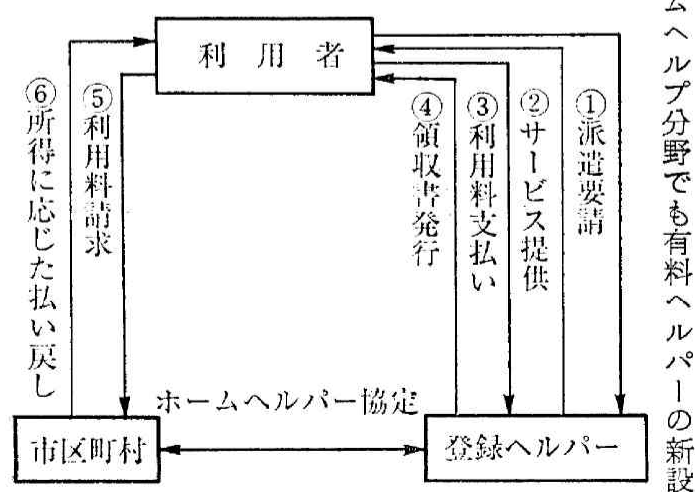 ムヘルプ分野でも有料ヘルパーの新設
利用者
①派遣要請
②サービス提供
③利用料支払い
④領収書発行
⑤利用料請求
⑥所得に応じた払い戻し
ホームヘルパー協定
市区町村
登録ヘルパー